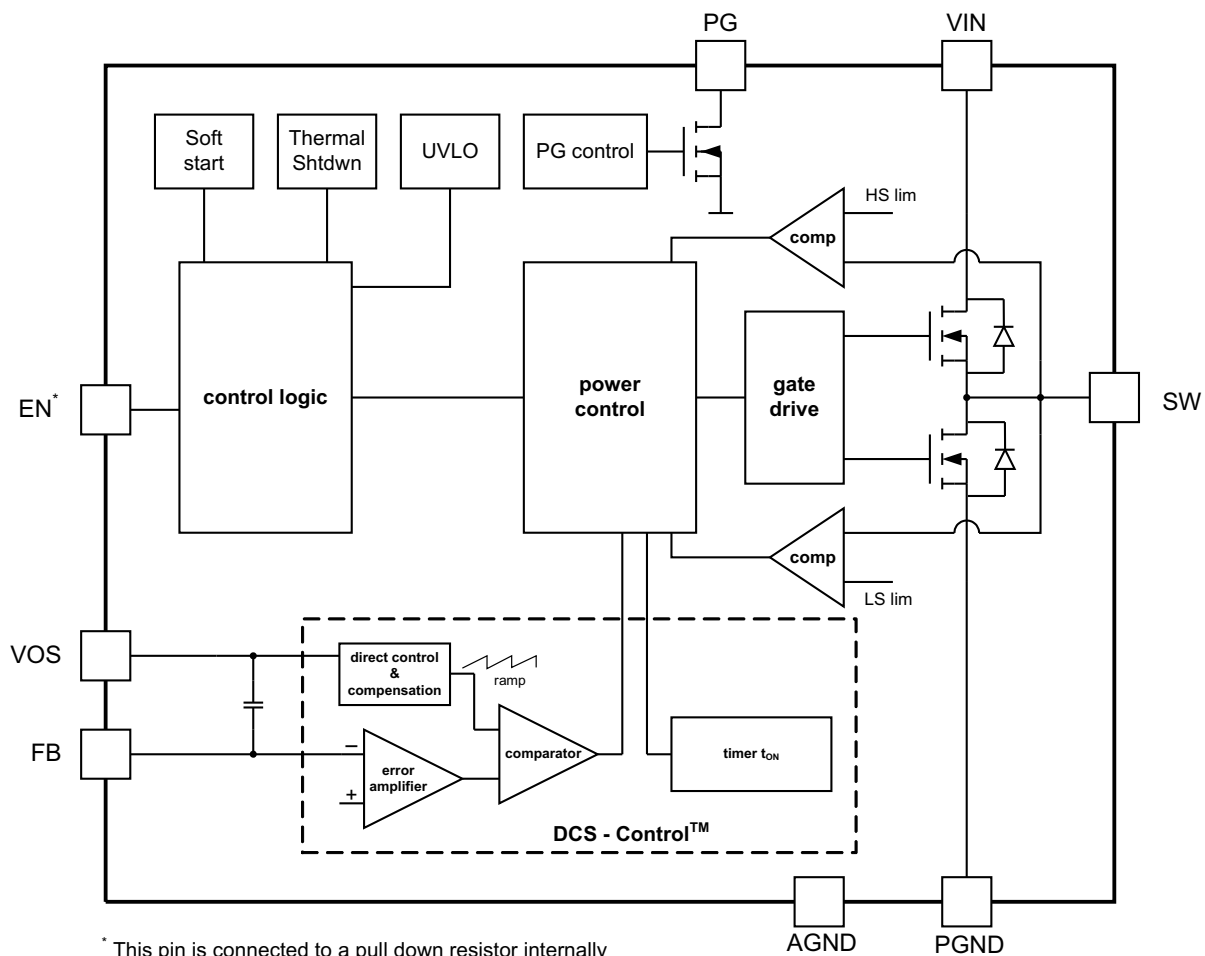 PG
VIN
Soft
start
Thermal
Shtdwn
UVLO
PG control
HS lim
comp
EN*
control logic
power
control
gate
drive
SW
comp
LS lim
VOS
direct control
&
compensation
ramp
FB
−
+
error
amplifier
comparator
timer tON
DCS - Control™
AGND
PGND
* This pin is connected to a pull down resistor internally